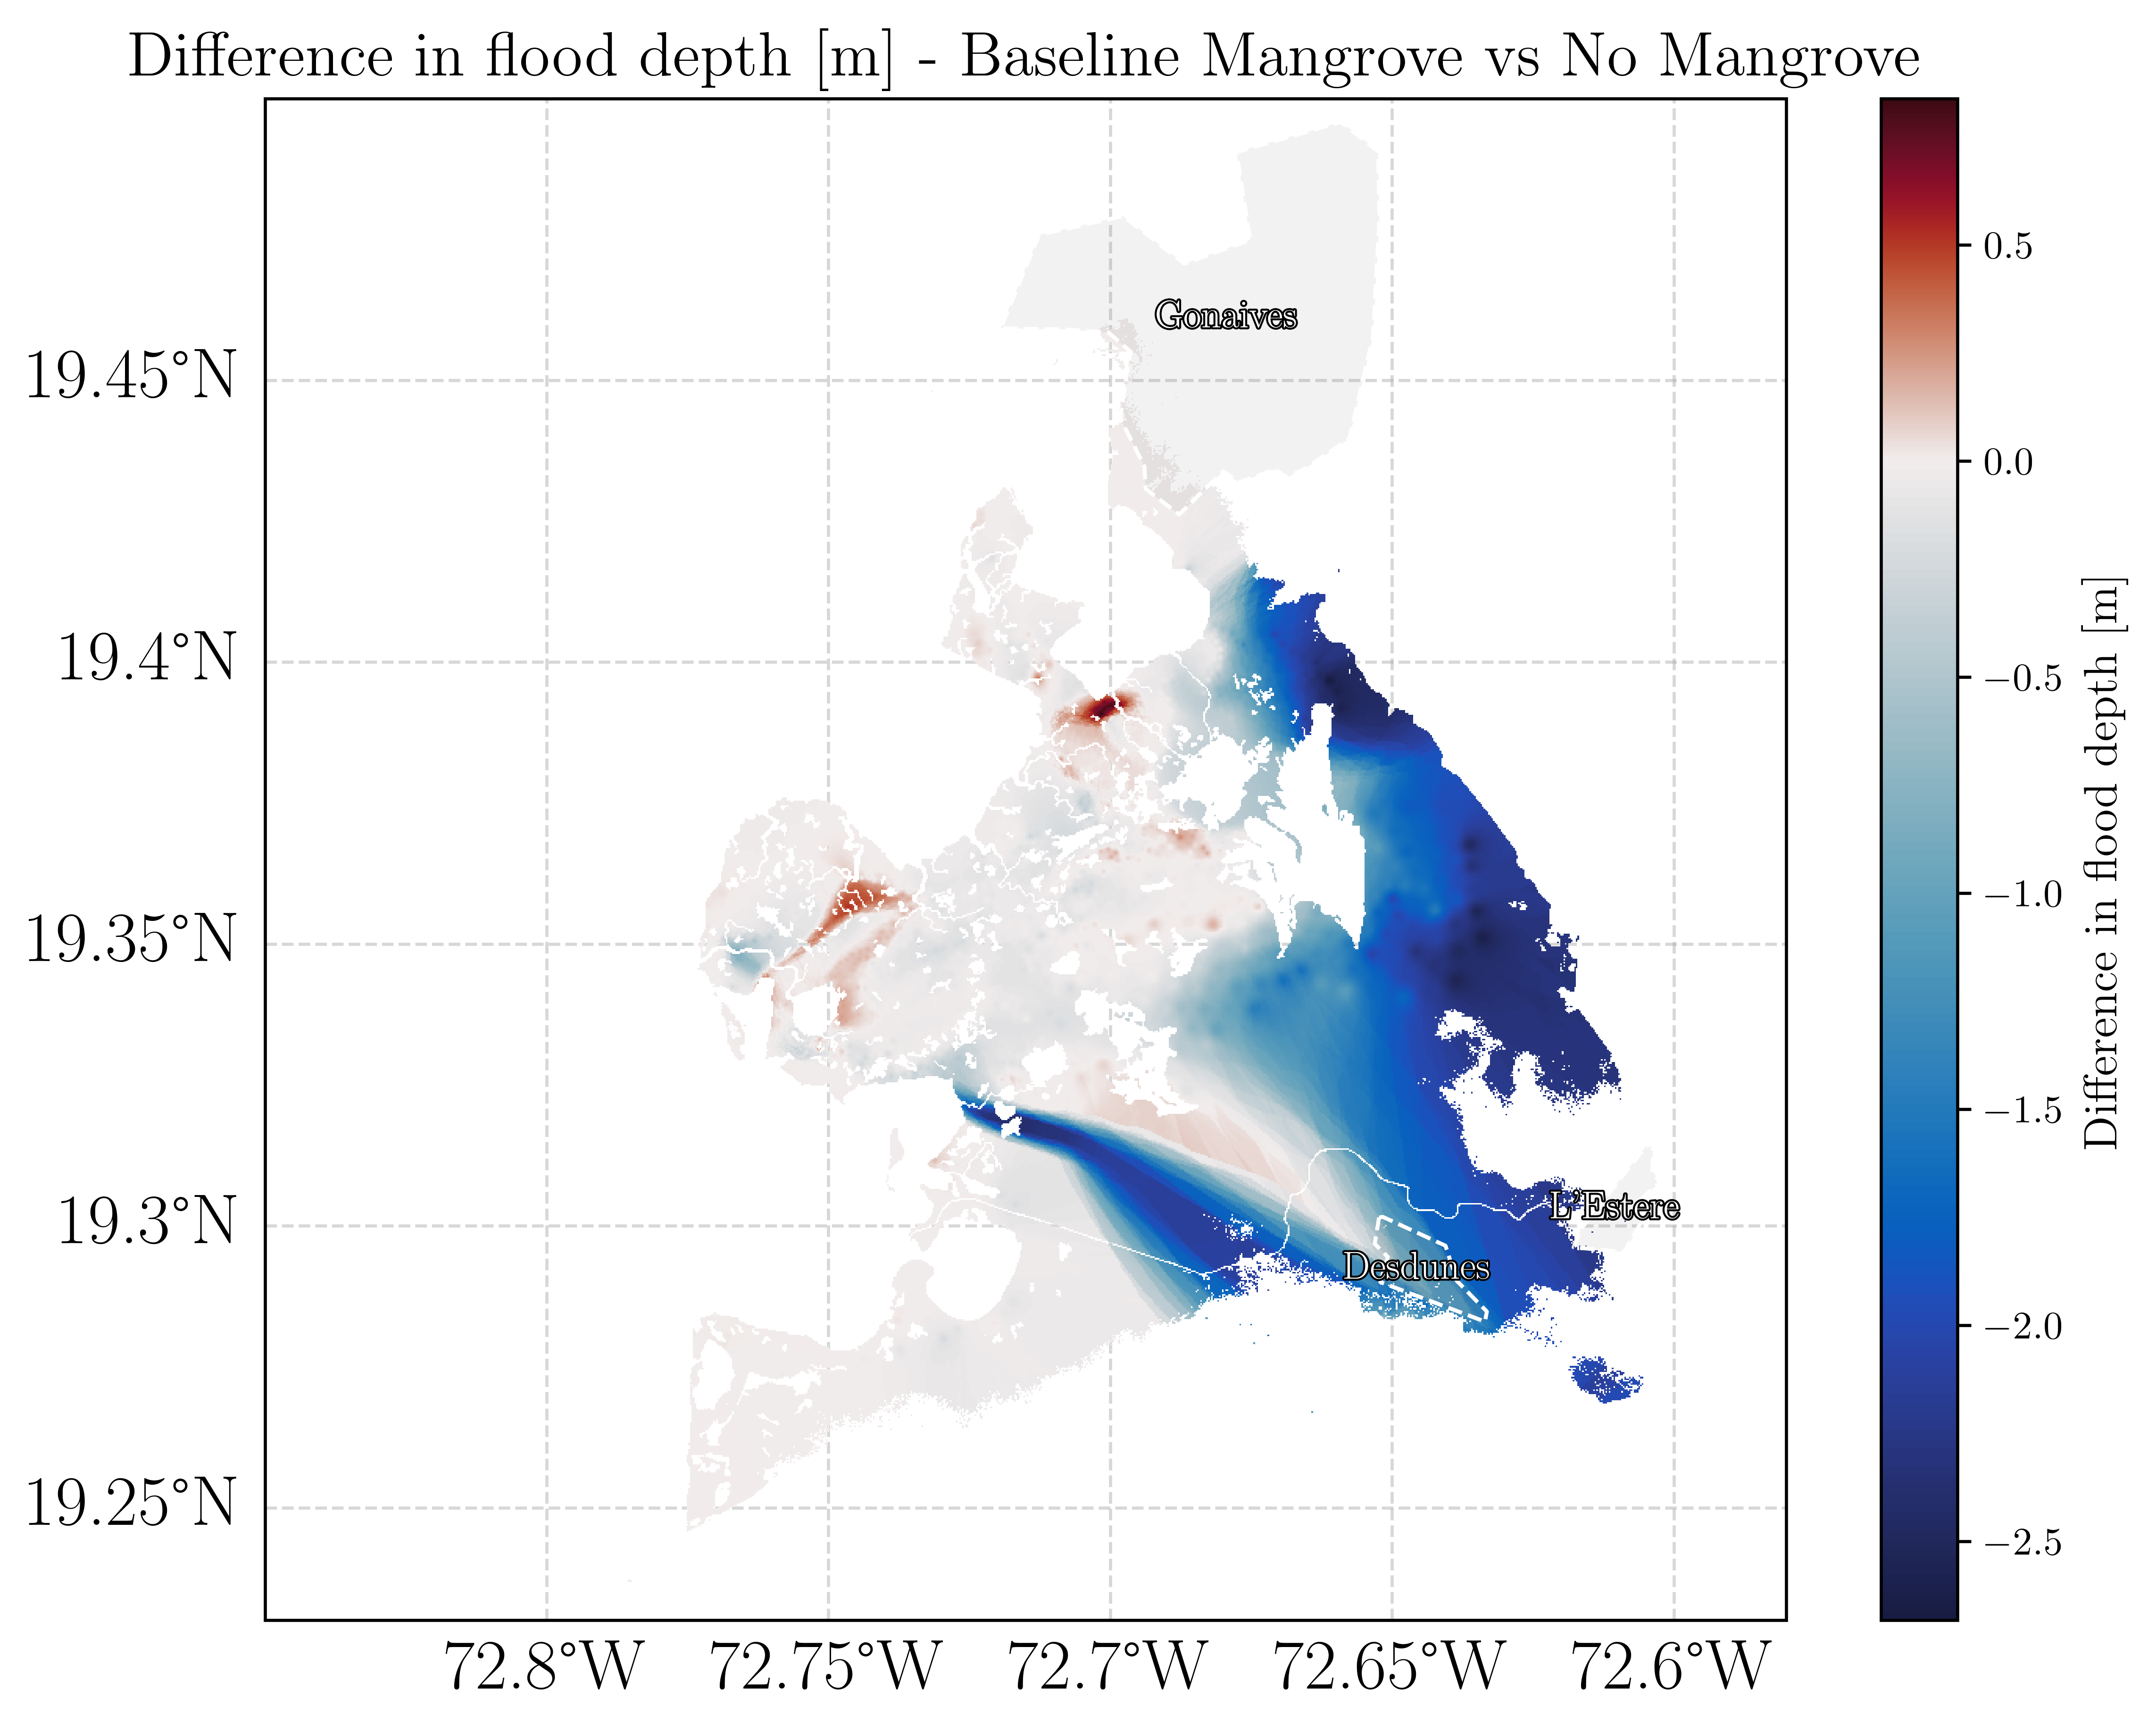 Difference in flood depth [m] - Baseline Mangrove vs No Mangrove
Gonaives
L'Estere
Desdunes
19.45°N
19.4°N
19.35°N
19.3°N
19.25°N
72.8°W
72.75°W
72.7°W
72.65°W
72.6°W
0.5
0.0
−0.5
−1.0
−1.5
−2.0
−2.5
Difference in flood depth [m]